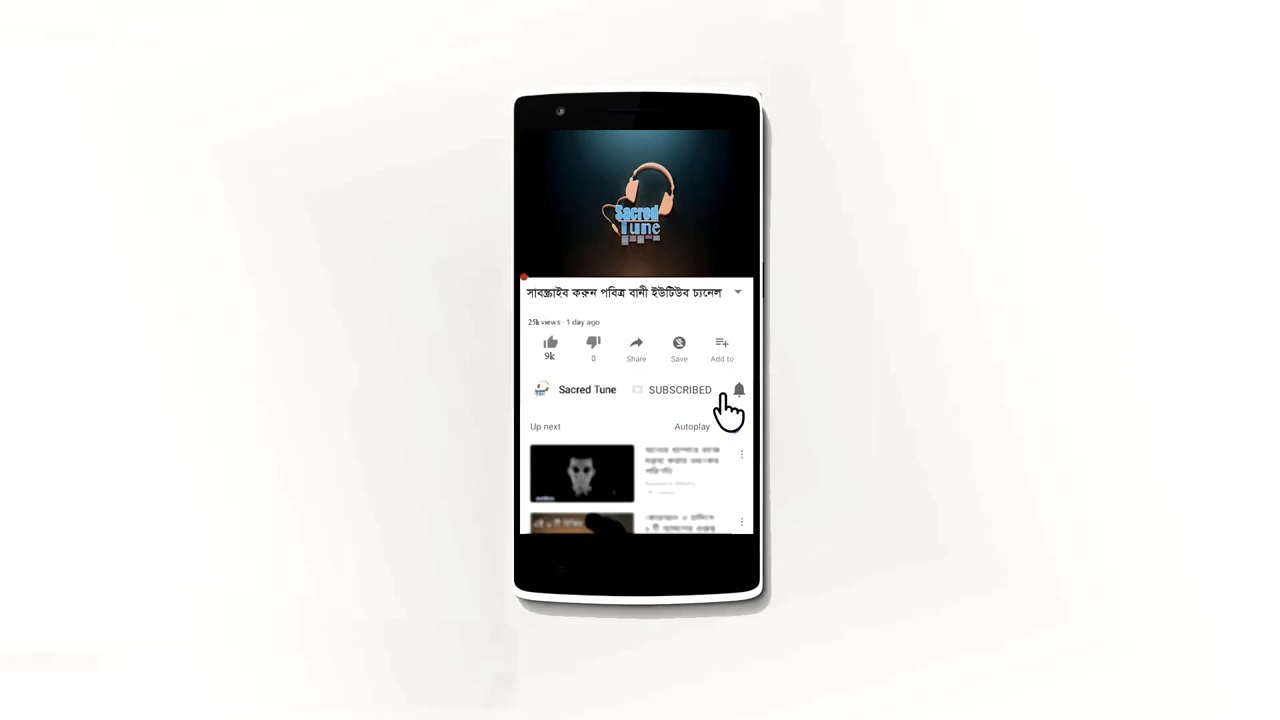 Sacred
Tune
সাবস্ক্রাইব করুন পবিত্র বানী ইউটিউব চ্যনেল
25k views · 1 day ago
9k
0
Share
Save
Add to
Sacred Tune
SUBSCRIBED
Up next
Autoplay